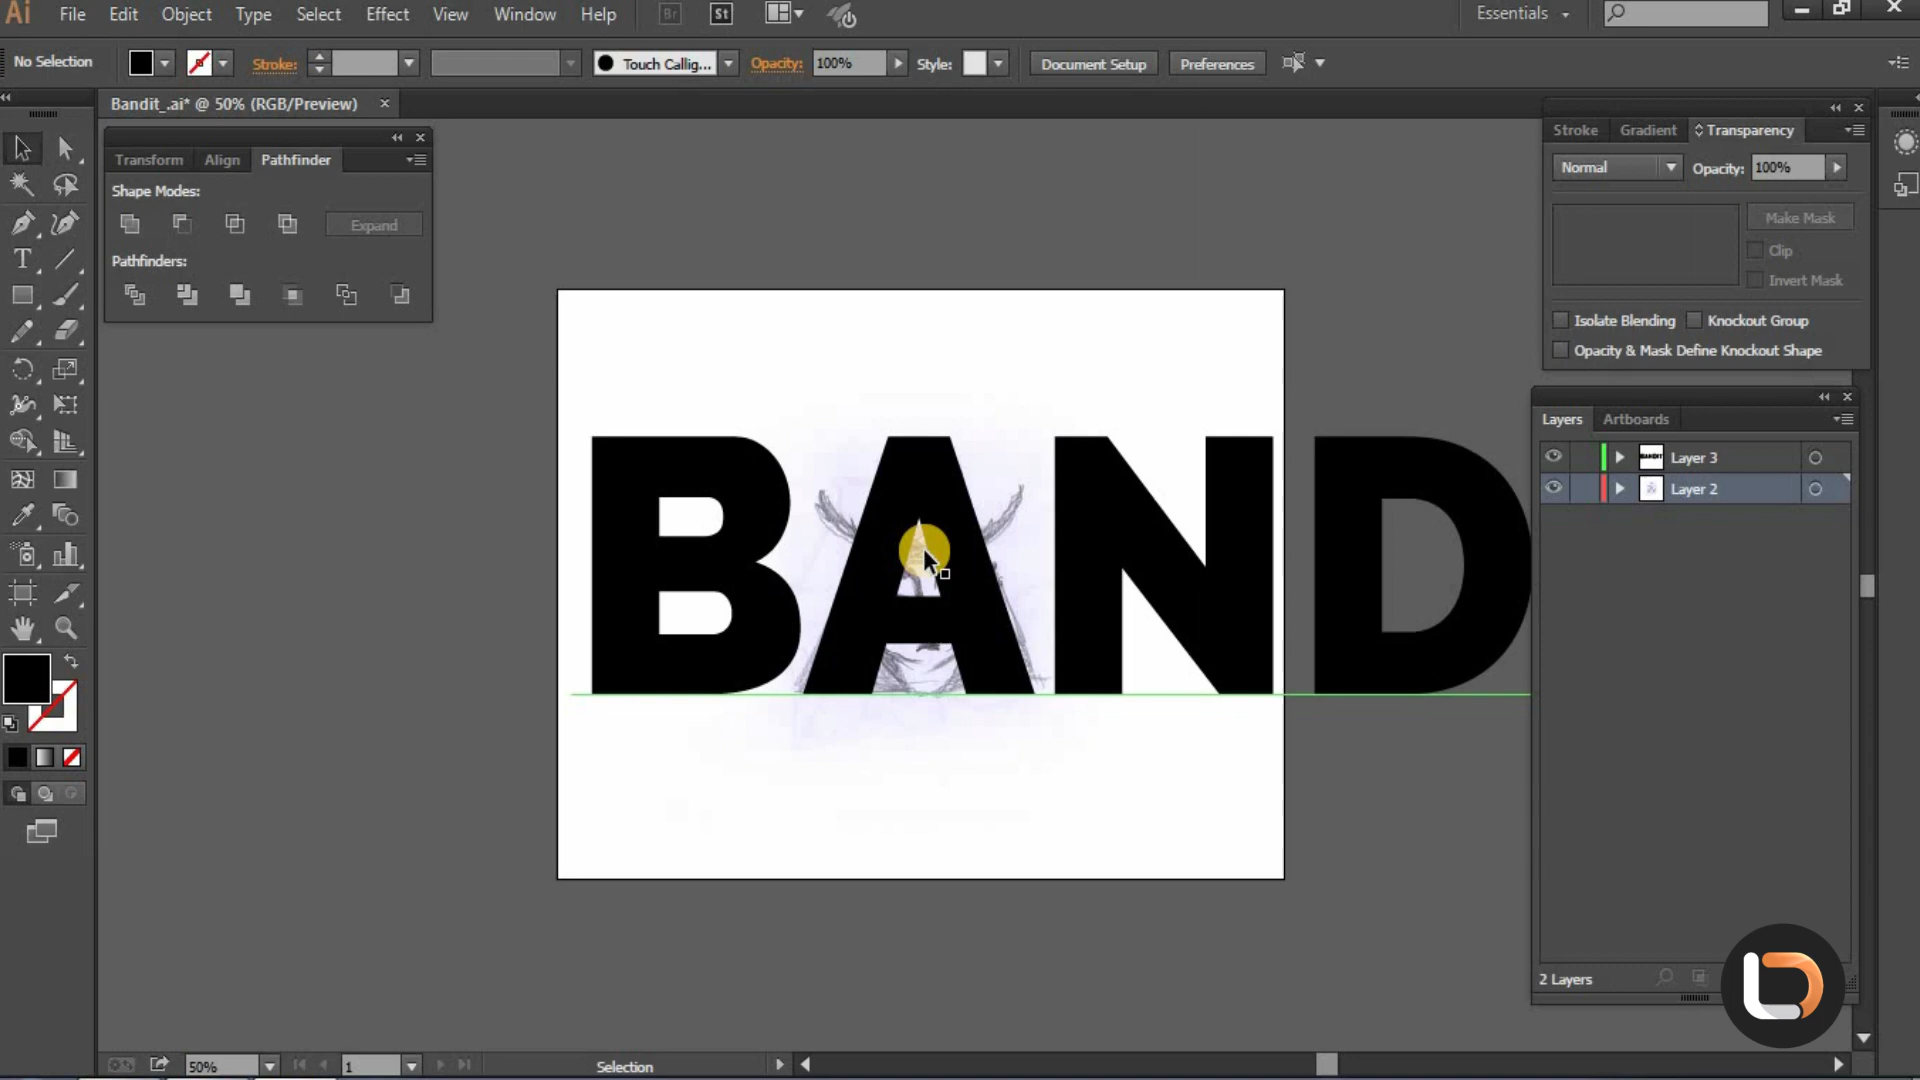 Ai File Edit Object Type Select Effect View Window Help Br St Essentials
No Selection Stroke: Touch Callig... Opacity: 100% Style: Document Setup Preferences
Bandit_.ai* @ 50% (RGB/Preview)
Transform Align Pathfinder
Shape Modes:
Expand
Pathfinders:
Stroke Gradient Transparency
Normal Opacity: 100%
Make Mask
Clip
Invert Mask
Isolate Blending Knockout Group
Opacity & Mask Define Knockout Shape
Layers Artboards
Layer 3
Layer 2
BAND
2 Layers
50% 1 Selection